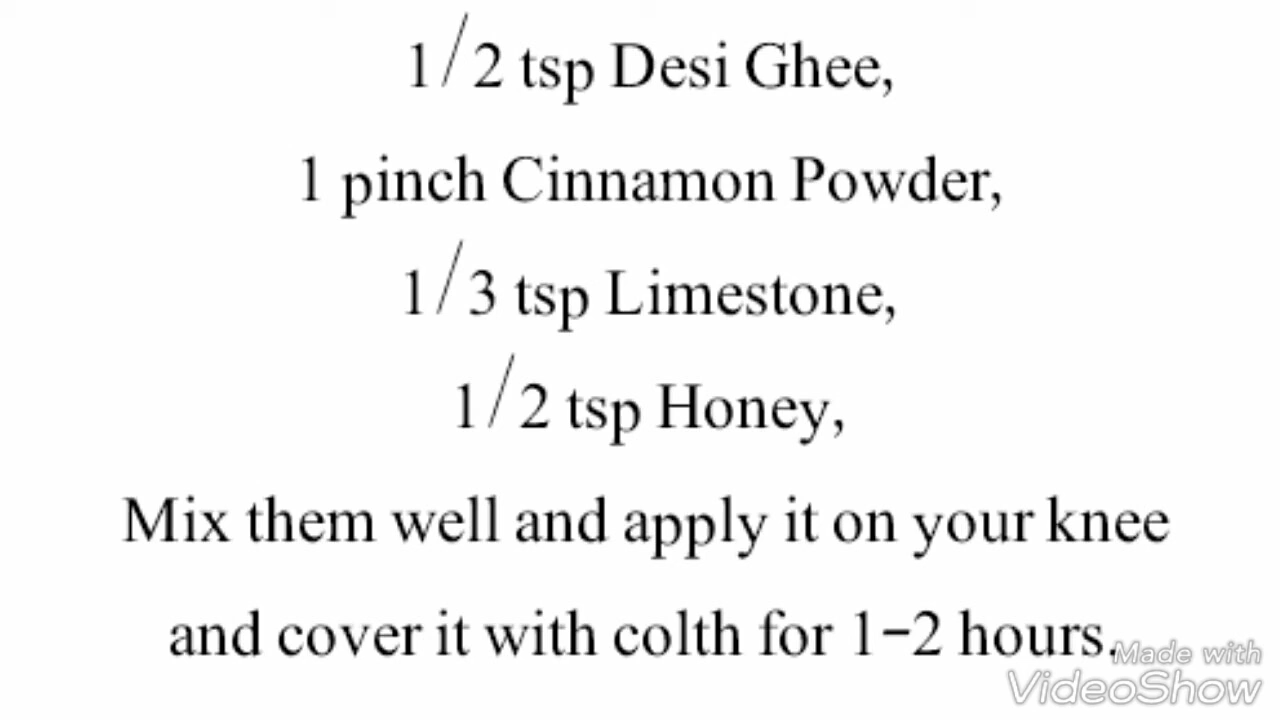 1/2 tsp Desi Ghee,
1 pinch Cinnamon Powder,
1/3 tsp Limestone,
1/2 tsp Honey,
Mix them well and apply it on your knee
and cover it with colth for 1-2 hours.
Made with
VideoShow